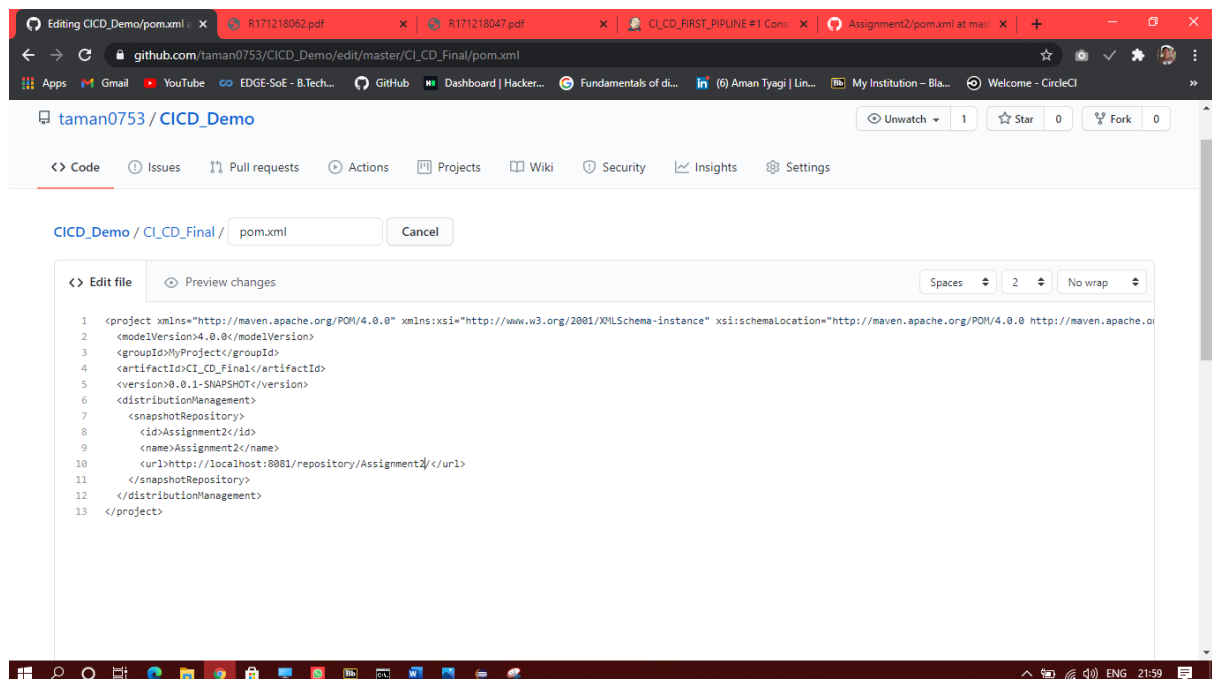 Editing CICD_Demo/pom.xml a
R171218062.pdf
R171218047.pdf
CI_CD_FIRST_PIPLINE #1 Cons
Assignment2/pom.xml at mast
github.com/taman0753/CICD_Demo/edit/master/CI_CD_Final/pom.xml
Apps Gmail YouTube EDGE-SoE - B.Tech... GitHub Dashboard | Hacker... Fundamentals of di... (6) Aman Tyagi | Lin... My Institution – Bla... Welcome - CircleCI »
taman0753 / CICD_Demo
Unwatch 1 Star 0 Fork 0
Code Issues Pull requests Actions Projects Wiki Security Insights Settings
CICD_Demo / CI_CD_Final / pom.xml Cancel
<> Edit file Preview changes Spaces 2 No wrap
1 <project xmlns="http://maven.apache.org/POM/4.0.0" xmlns:xsi="http://www.w3.org/2001/XMLSchema-instance" xsi:schemaLocation="http://maven.apache.org/POM/4.0.0 http://maven.apache.o
2 <modelVersion>4.0.0</modelVersion>
3 <groupId>MyProject</groupId>
4 <artifactId>CI_CD_Final</artifactId>
5 <version>0.0.1-SNAPSHOT</version>
6 <distributionManagement>
7 <snapshotRepository>
8 <id>Assignment2</id>
9 <name>Assignment2</name>
10 <url>http://localhost:8081/repository/Assignment2/</url>
11 </snapshotRepository>
12 </distributionManagement>
13 </project>
ENG 21:59